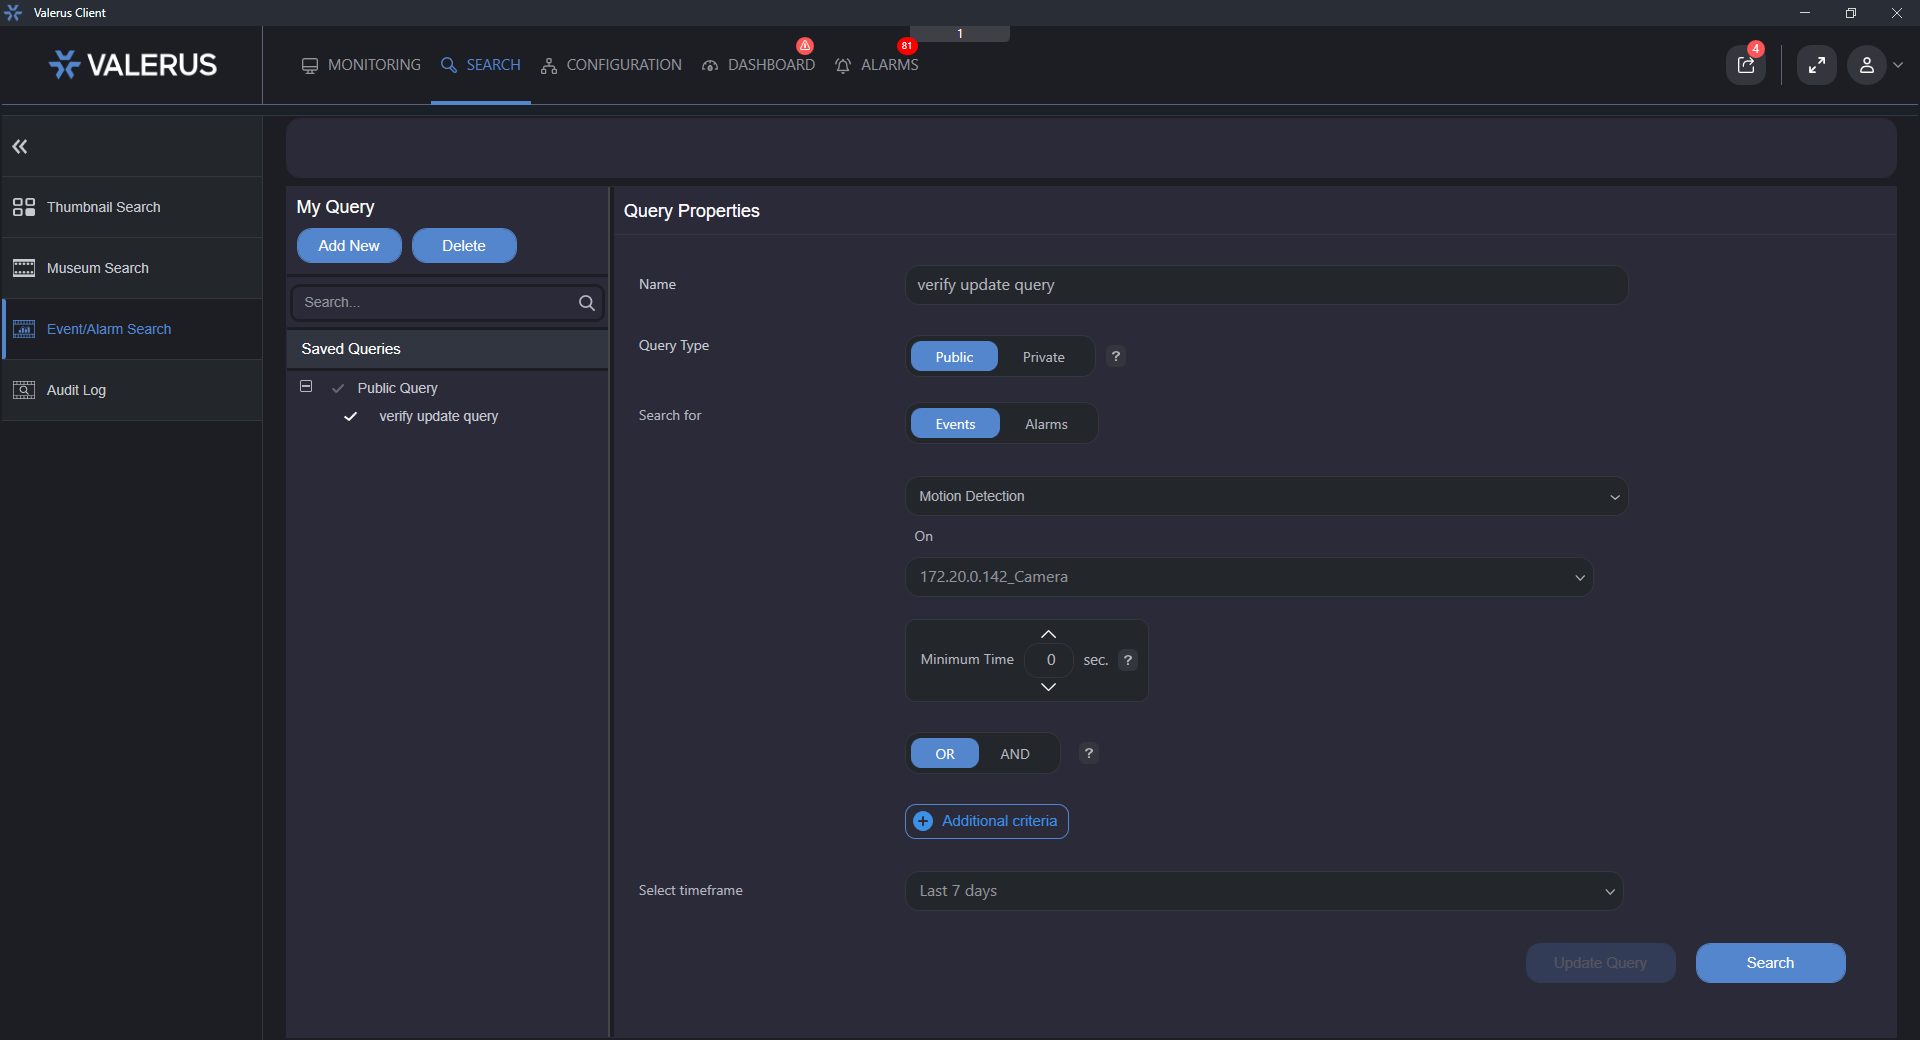 Valerus Client
1
VALERUS
MONITORING
SEARCH
CONFIGURATION
DASHBOARD
81
ALARMS
4
Thumbnail Search
Museum Search
Event/Alarm Search
Audit Log
My Query
Add New
Delete
Search...
Saved Queries
Public Query
verify update query
Query Properties
Name
verify update query
Query Type
Public
Private
?
Search for
Events
Alarms
Motion Detection
On
172.20.0.142_Camera
Minimum Time
0
sec.
?
OR
AND
?
Additional criteria
Select timeframe
Last 7 days
Update Query
Search